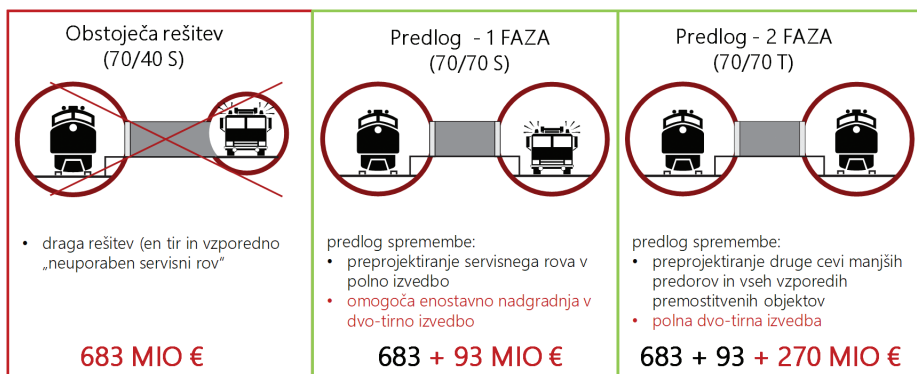 Obstoječa rešitev
(70/40 S)
• draga rešitev (en tir in vzporedno
„neuporaben servisni rov“
683 MIO €
Predlog - 1 FAZA
(70/70 S)
predlog spremembe:
• preprojektiranje servisnega rova v
polno izvedbo
• omogoča enostavno nadgradnja v
dvo-tirno izvedbo
683 + 93 MIO €
Predlog - 2 FAZA
(70/70 T)
predlog spremembe:
• preprojektiranje druge cevi manjših
predorov in vseh vzporedih
premostitvenih objektov
• polna dvo-tirna izvedba
683 + 93 + 270 MIO €